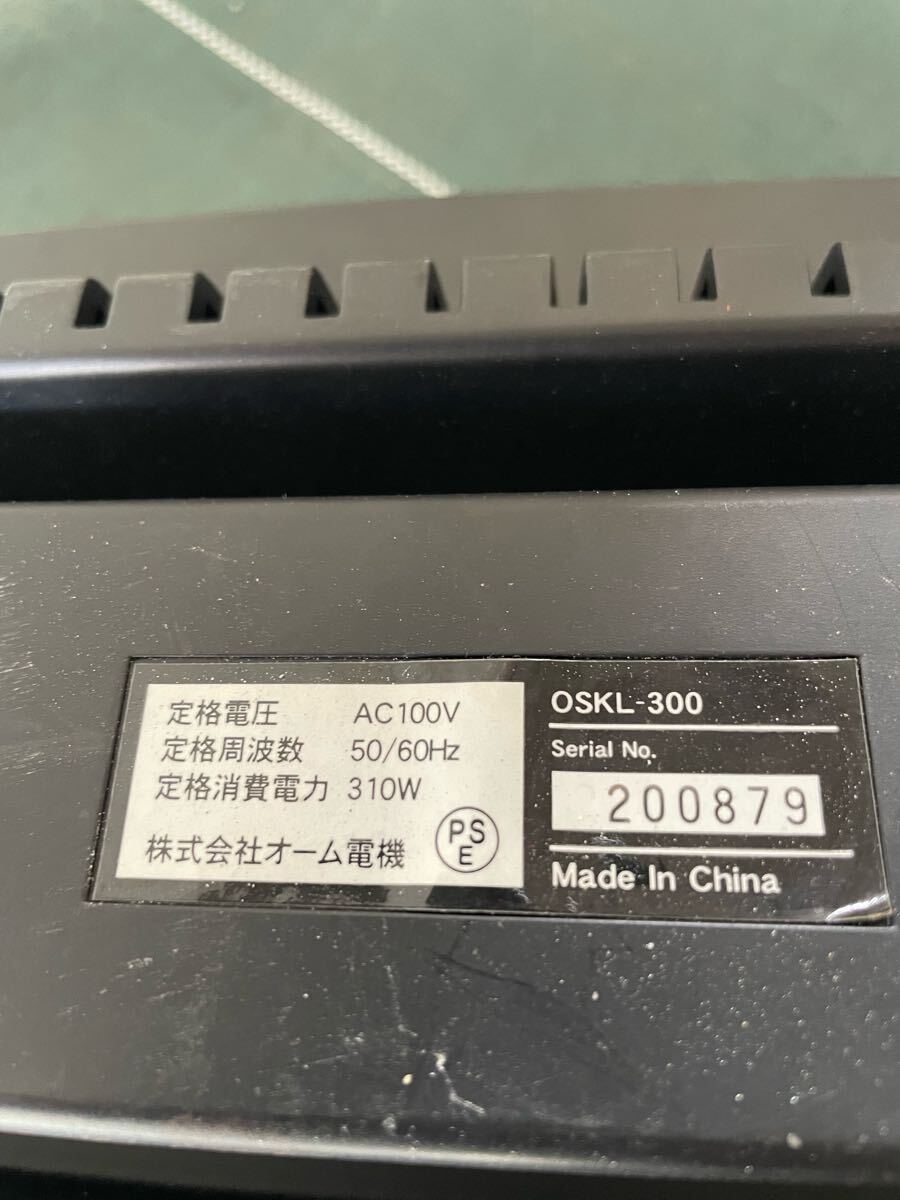 定格電圧 AC100V
定格周波数 50/60Hz
定格消費電力 310W
株式会社オーム電機
PS
E
OSKL-300
Serial No.
200879
Made In China